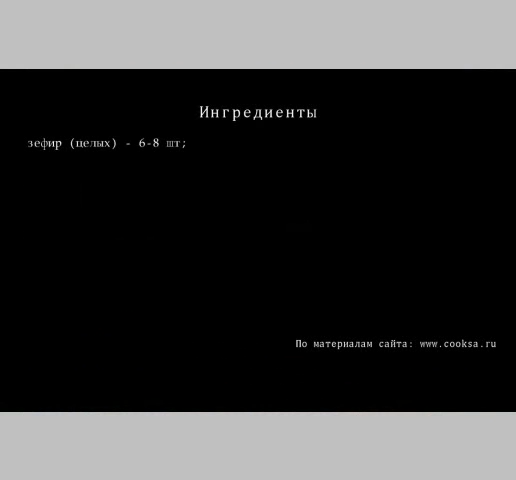 Ингредиенты
зефир (целых) - 6-8 шт;
По материалам сайта: www.cooksa.ru